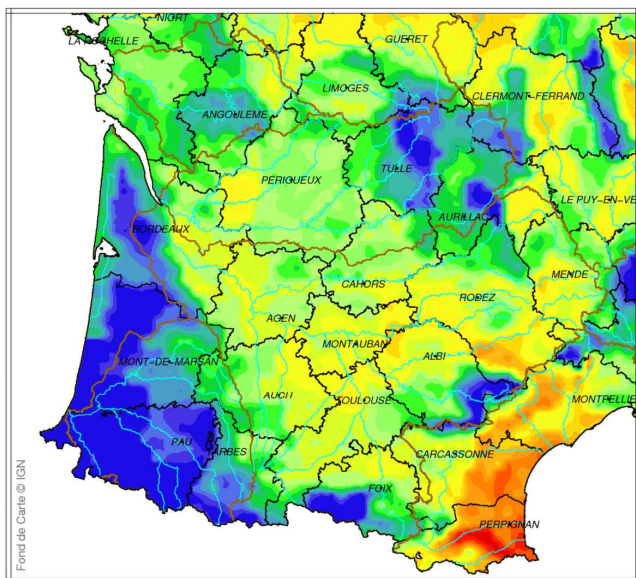 NIORT
GUERET
LA ROCHELLE
LIMOGES
CLERMONT-FERRAND
ANGOULEME
TULLE
PERIGUEUX
LE PUY-EN-VE
AURILLAC
BORDEAUX
MENDE
CAHORS
RODEZ
AGEN
MONTAUBAN
ALBI
MONT-DE-MARSAN
AUCH
TOULOUSE
MONTPELLIE
PAU
TARBES
CARCASSONNE
FOIX
PERPIGNAN
Fond de Carte © IGN